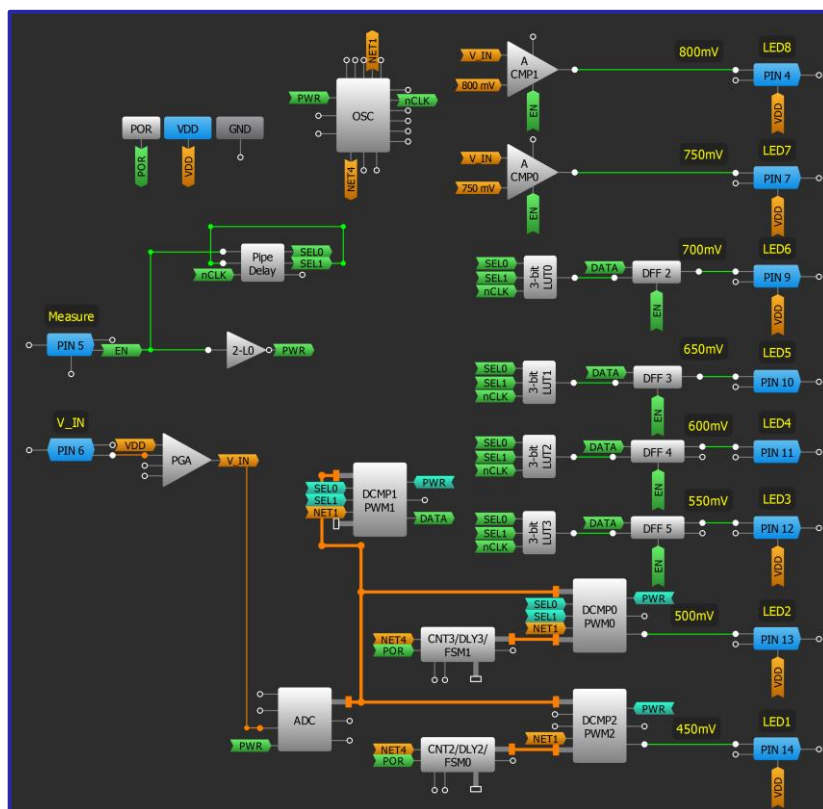 NET1
PWR
nCLK
OSC
NET4
POR
VDD
GND
POR
VDD
V_IN
800 mV
A
CMP1
EN
800mV
LED8
PIN 4
VDD
V_IN
750 mV
A
CMP0
EN
750mV
LED7
PIN 7
VDD
Pipe
Delay
SEL0
SEL1
nCLK
Measure
PIN 5
EN
2-L0
PWR
SEL0
SEL1
nCLK
3-bit
LUT0
DATA
DFF 2
EN
700mV
LED6
PIN 9
VDD
SEL0
SEL1
nCLK
3-bit
LUT1
DATA
DFF 3
EN
650mV
LED5
PIN 10
V_IN
PIN 6
VDD
PGA
V_IN
SEL0
SEL1
nCLK
3-bit
LUT2
DATA
DFF 4
EN
600mV
LED4
PIN 11
SEL0
SEL1
NET1
DCMP1
PWM1
PWR
DATA
SEL0
SEL1
nCLK
3-bit
LUT3
DATA
DFF 5
EN
550mV
LED3
PIN 12
VDD
SEL0
SEL1
NET1
DCMP0
PWM0
PWR
NET4
POR
CNT3/DLY3/
FSM1
500mV
LED2
PIN 13
VDD
ADC
PWR
NET4
POR
CNT2/DLY2/
FSM0
NET1
DCMP2
PWM2
PWR
450mV
LED1
PIN 14
VDD